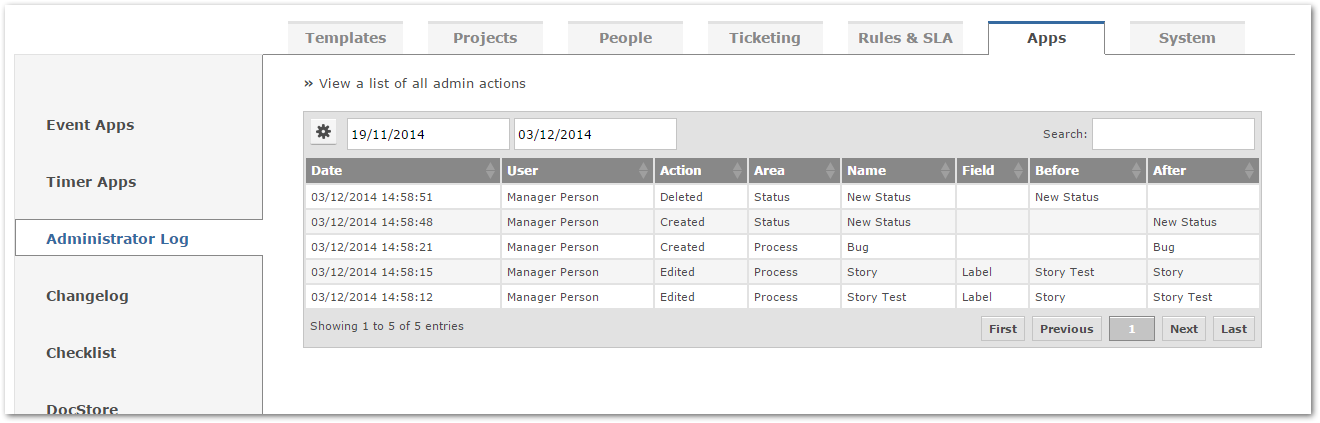 Templates Projects People Ticketing Rules & SLA Apps System
» View a list of all admin actions
Event Apps
Timer Apps
Administrator Log
Changelog
Checklist
DocStore
19/11/2014 03/12/2014 Search:
Date User Action Area Name Field Before After
03/12/2014 14:58:51 Manager Person Deleted Status New Status New Status
03/12/2014 14:58:48 Manager Person Created Status New Status New Status
03/12/2014 14:58:21 Manager Person Created Process Bug Bug
03/12/2014 14:58:15 Manager Person Edited Process Story Label Story Test Story
03/12/2014 14:58:12 Manager Person Edited Process Story Test Label Story Story Test
Showing 1 to 5 of 5 entries First Previous 1 Next Last